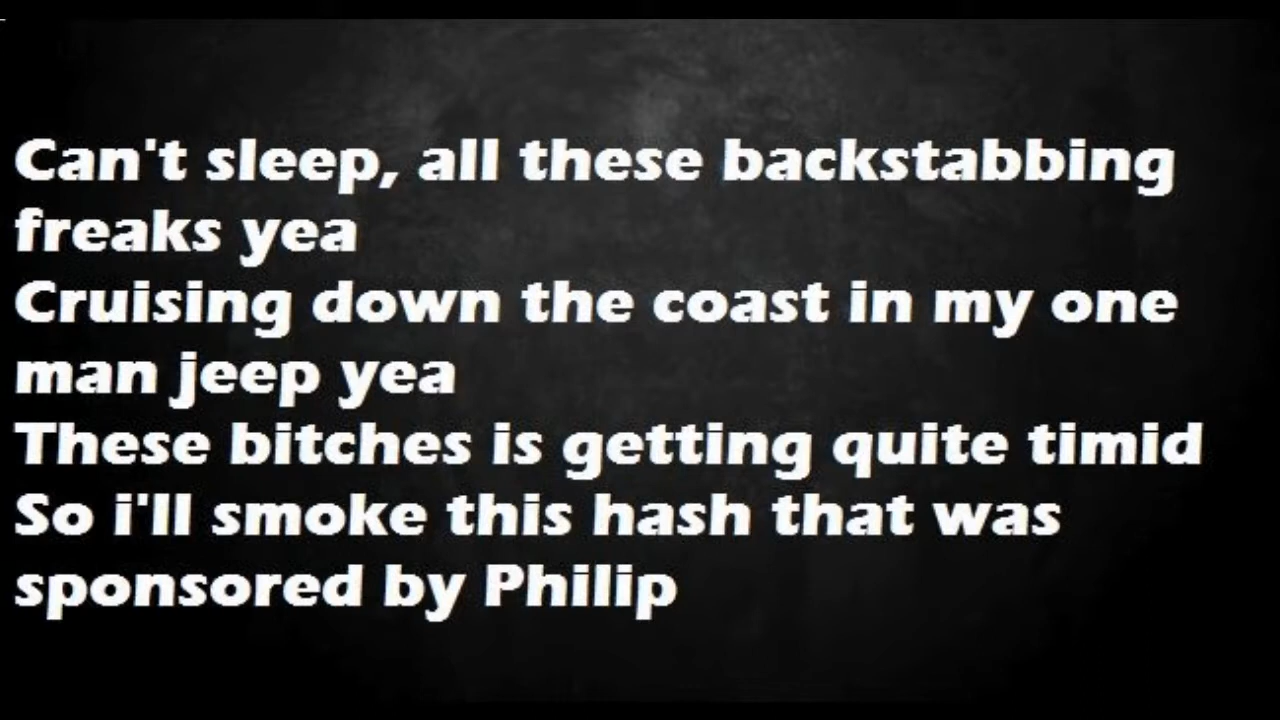 Can't sleep, all these backstabbing
freaks yea
Cruising down the coast in my one
man jeep yea
These bitches is getting quite timid
So i'll smoke this hash that was
sponsored by Philip